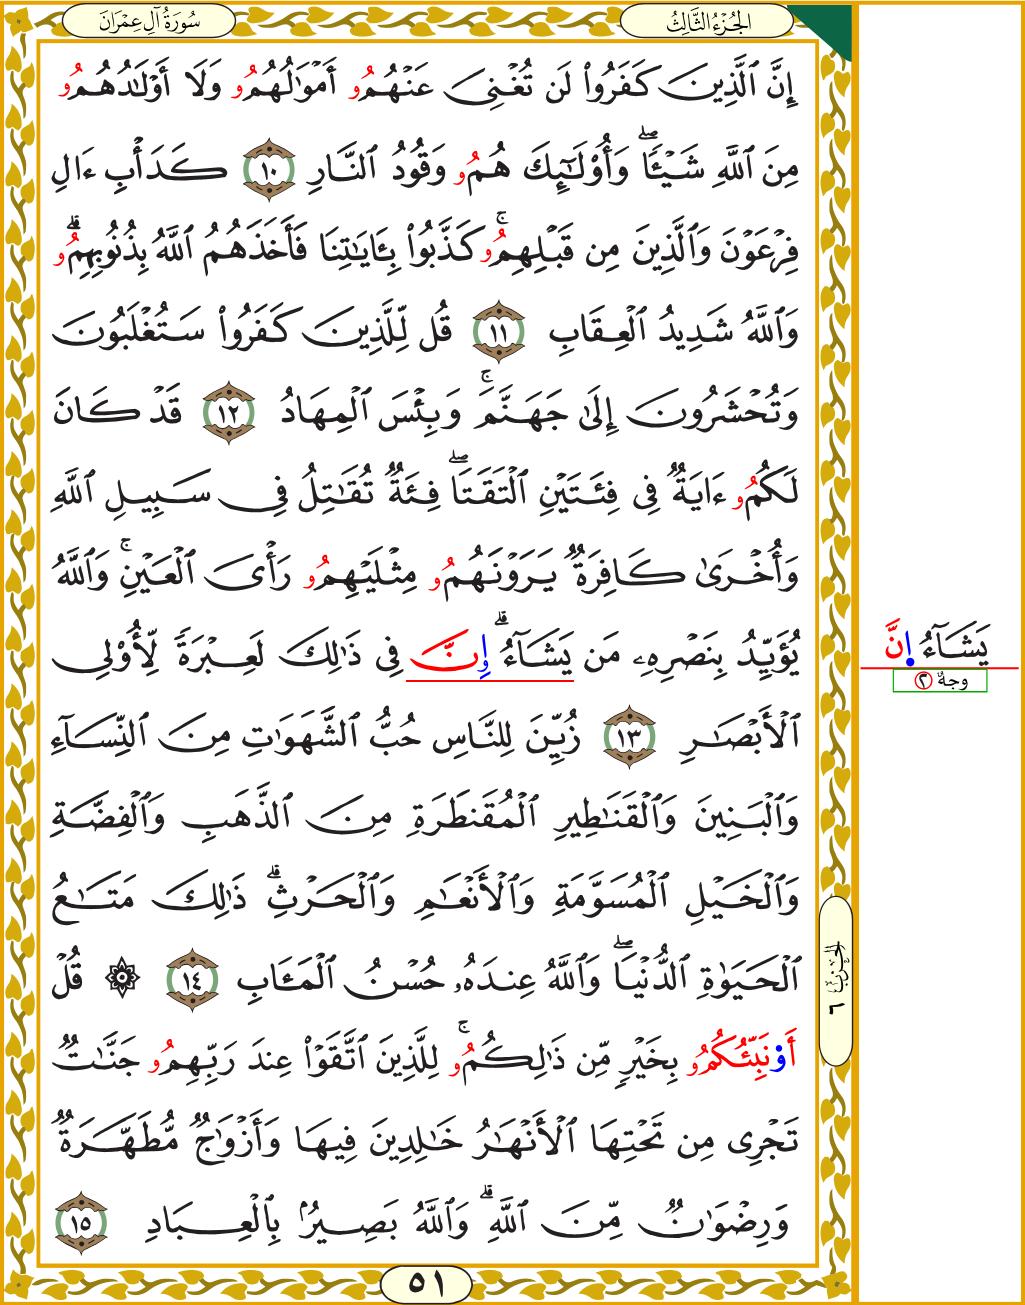 سُورَةُ آلِ عِمْرَان
الجُزْءُ الثَّالِثُ
إِنَّ ٱلَّذِينَ كَفَرُواْ لَن تُغْنِىَ عَنْهُمُۥ أَمْوَٰلُهُمُۥ وَلَآ أَوْلَٰدُهُمُۥ
مِنَ ٱللَّهِ شَيْـًٔاۖ وَأُوْلَٰٓئِكَ هُمُۥ وَقُودُ ٱلنَّارِ ١٠ كَدَأْبِ ءَالِ
فِرْعَوْنَ وَٱلَّذِينَ مِن قَبْلِهِمُۥۚ كَذَّبُواْ بِـَٔايَٰتِنَا فَأَخَذَهُمُ ٱللَّهُ بِذُنُوبِهِمُۥۗ
وَٱللَّهُ شَدِيدُ ٱلْعِقَابِ ١١ قُل لِّلَّذِينَ كَفَرُواْ سَتُغْلَبُونَ
وَتُحْشَرُونَ إِلَىٰ جَهَنَّمَۚ وَبِئْسَ ٱلْمِهَادُ ١٢ قَدْ كَانَ
لَكُمُۥ ءَايَةٌ فِى فِئَتَيْنِ ٱلْتَقَتَاۖ فِئَةٌ تُقَٰتِلُ فِى سَبِيلِ ٱللَّهِ
وَأُخْرَىٰ كَافِرَةٌ يَرَوْنَهُمُۥ مِثْلَيْهِمُۥ رَأْىَ ٱلْعَيْنِۚ وَٱللَّهُ
يُؤَيِّدُ بِنَصْرِهِۦ مَن يَشَآءُۗ اِنَّ فِى ذَٰلِكَ لَعِبْرَةً لِّأُوْلِى
ٱلْأَبْصَٰرِ ١٣ زُيِّنَ لِلنَّاسِ حُبُّ ٱلشَّهَوَٰتِ مِنَ ٱلنِّسَآءِ
وَٱلْبَنِينَ وَٱلْقَنَٰطِيرِ ٱلْمُقَنطَرَةِ مِنَ ٱلذَّهَبِ وَٱلْفِضَّةِ
وَٱلْخَيْلِ ٱلْمُسَوَّمَةِ وَٱلْأَنْعَٰمِ وَٱلْحَرْثِۗ ذَٰلِكَ مَتَٰعُ
ٱلْحَيَوٰةِ ٱلدُّنْيَاۖ وَٱللَّهُ عِندَهُۥ حُسْنُ ٱلْمَـَٔابِ ١٤ ۞ قُلْ
أَوُ۬نَبِّئُكُمُۥ بِخَيْرٍ مِّن ذَٰلِكُمُۥۚ لِلَّذِينَ ٱتَّقَوْاْ عِندَ رَبِّهِمُۥ جَنَّٰتٌ
تَجْرِى مِن تَحْتِهَا ٱلْأَنْهَٰرُ خَٰلِدِينَ فِيهَا وَأَزْوَٰجٌ مُّطَهَّرَةٌ
وَرِضْوَٰنٌ مِّنَ ٱللَّهِۗ وَٱللَّهُ بَصِيرٌۢ بِٱلْعِبَادِ ١٥
٥١
يَشَآءُ اِنَّ
وجهٌ ٢
الحزب ٦